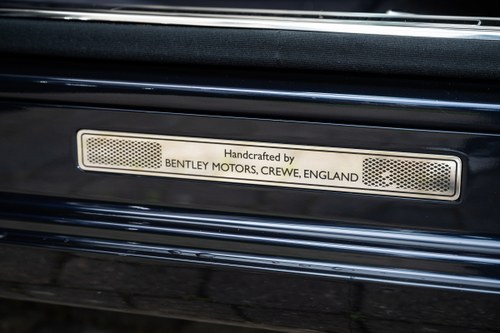 Handcrafted by
BENTLEY MOTORS, CREWE, ENGLAND